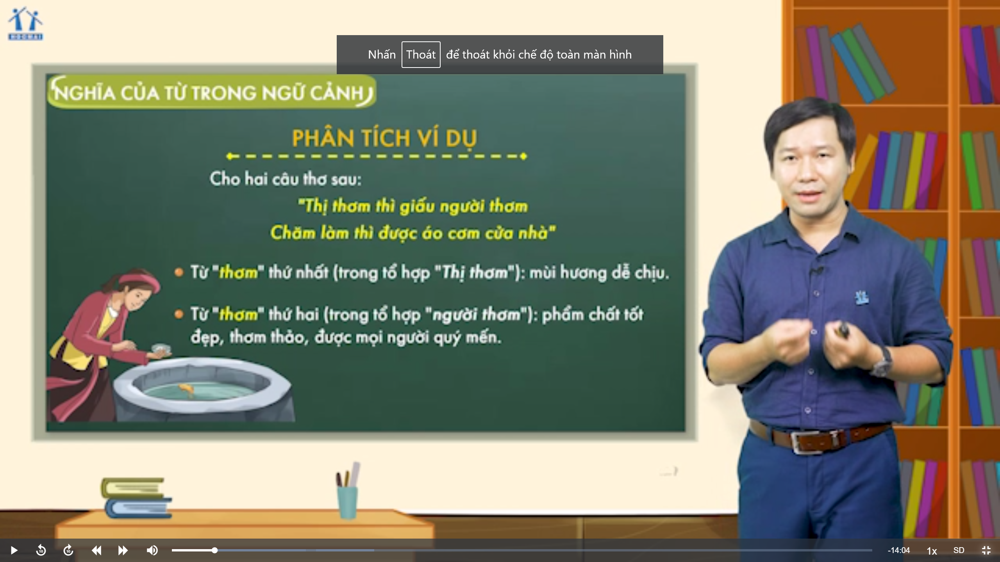 HOCMAI
Nhấn Thoát để thoát khỏi chế độ toàn màn hình
NGHĨA CỦA TỪ TRONG NGỮ CẢNH
PHÂN TÍCH VÍ DỤ
Cho hai câu thơ sau:
"Thị thơm thì giấu người thơm
Chăm làm thì được áo cơm cửa nhà"
Từ "thơm" thứ nhất (trong tổ hợp "Thị thơm"): mùi hương dễ chịu.
Từ "thơm" thứ hai (trong tổ hợp "người thơm"): phẩm chất tốt
đẹp, thơm thảo, được mọi người quý mến.
10 10 -14:04 1x SD